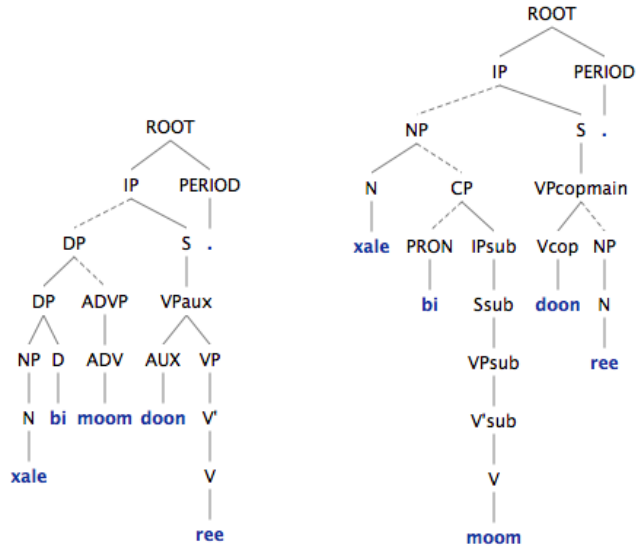 ROOT
IP PERIOD
DP S .
DP ADVP VPaux
NP D ADV AUX VP
N bi moom doon V'
xale V
ree
ROOT
IP PERIOD
NP S .
N CP VPcopmain
xale PRON IPsub Vcop NP
bi Ssub doon N
VPsub ree
V'sub
V
moom